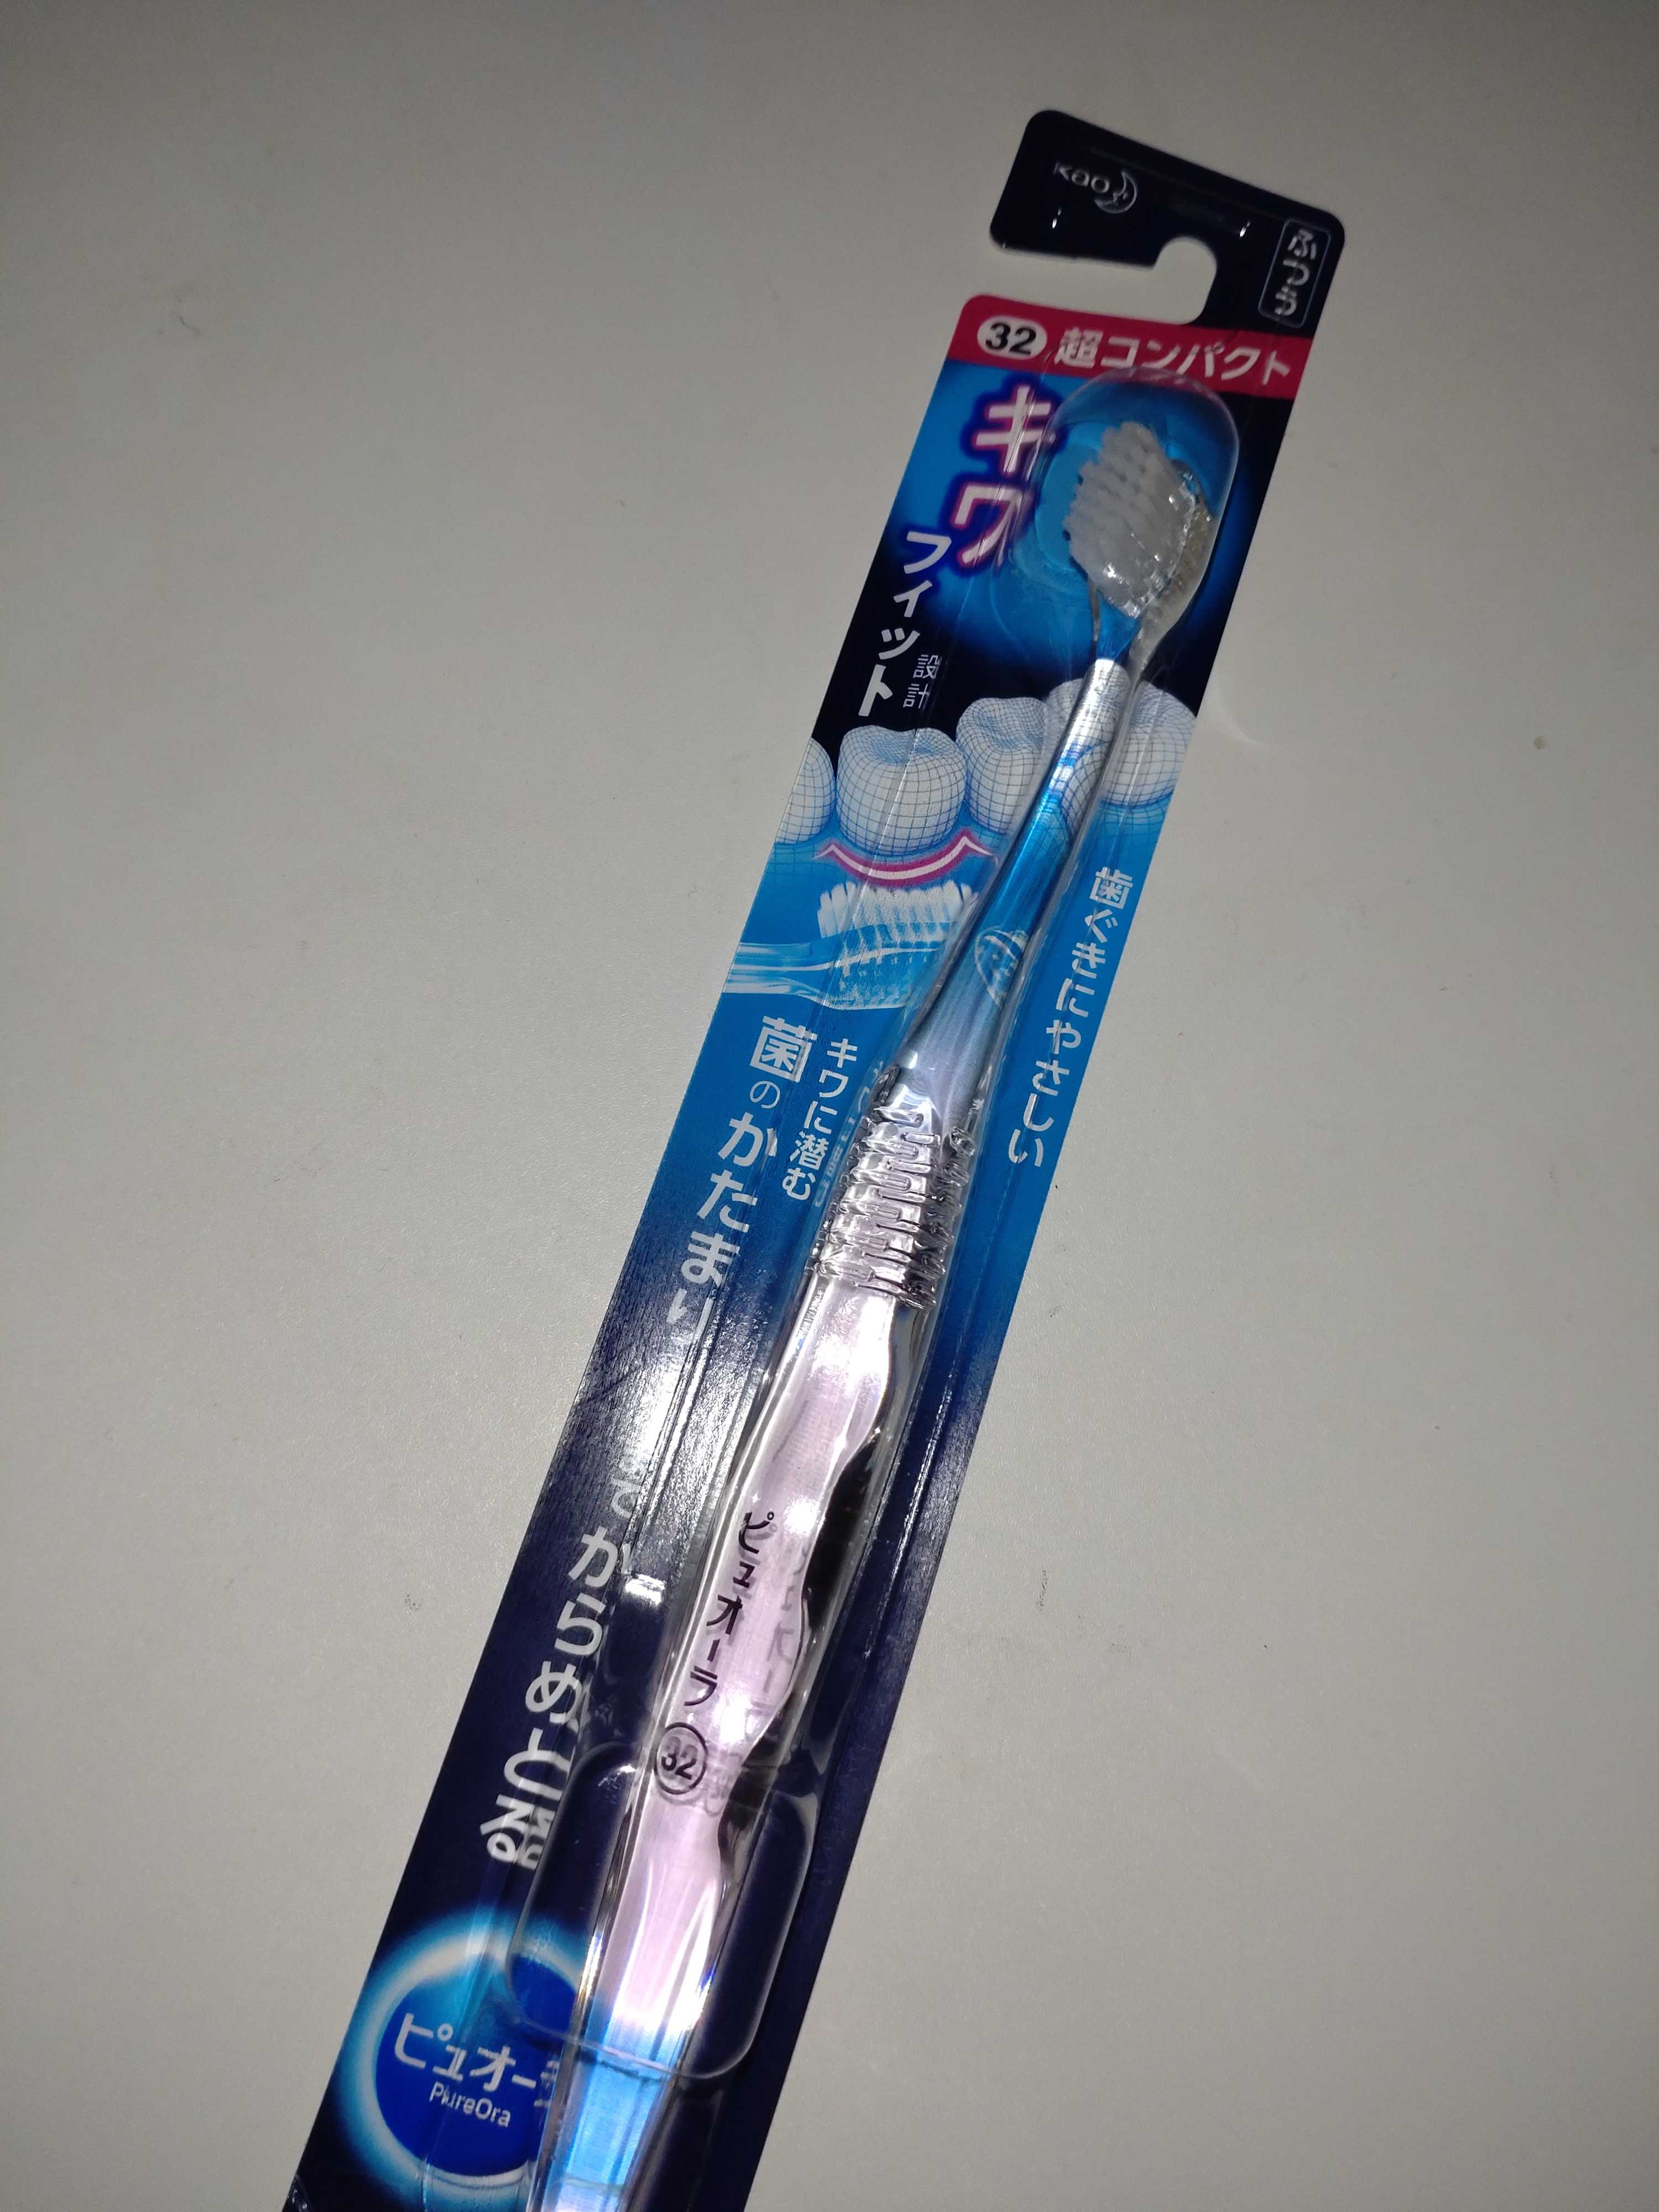 Kao
ふつう
32 超コンパクト
キワ
フィット
設計
歯ぐきにやさしい
キワに潜む
菌のかたまり
からめとる
ピュオーラ 32
ピュオーラ
PureOra